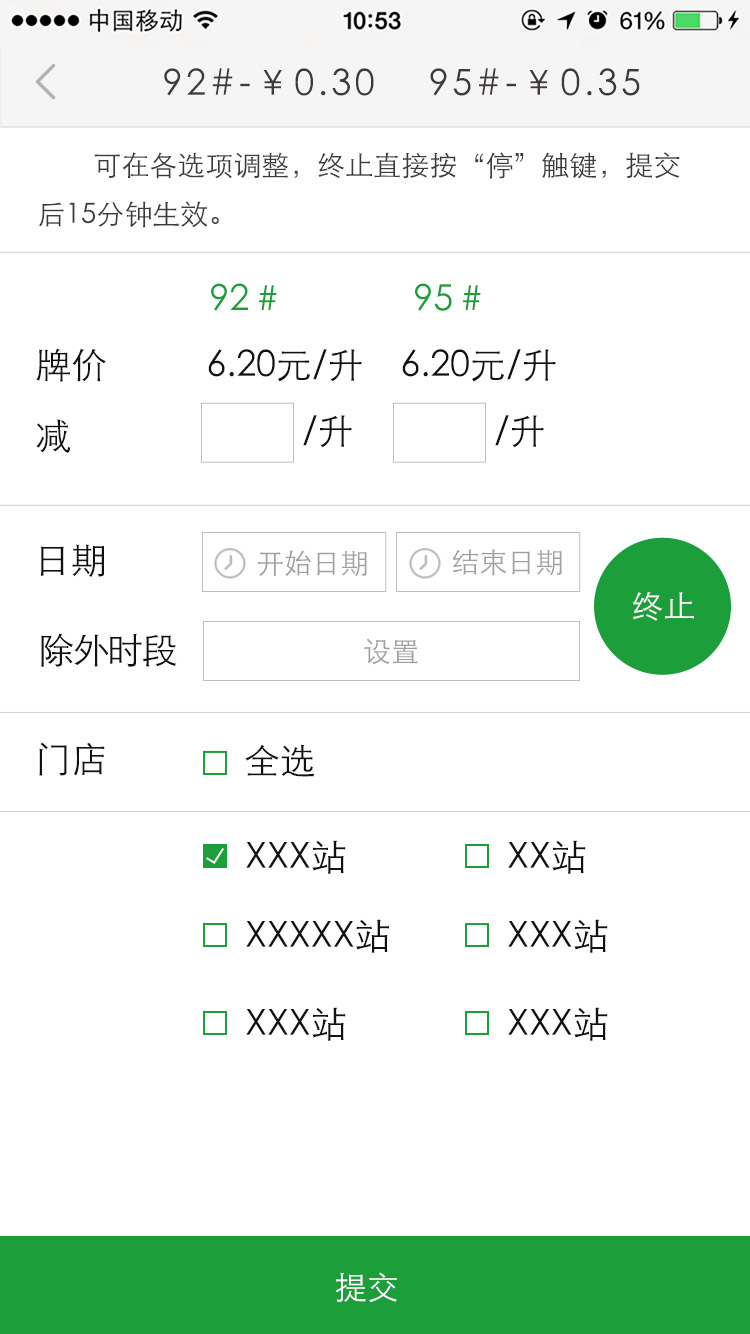 中国移动 10:53 61%
92#-¥0.30 95#-¥0.35
可在各选项调整，终止直接按“停”触键，提交
后15分钟生效。
92# 95#
牌价 6.20元/升 6.20元/升
减 /升 /升
日期 开始日期 结束日期
终止
除外时段 设置
门店 全选
XXX站 XX站
XXXXX站 XXX站
XXX站 XXX站
提交